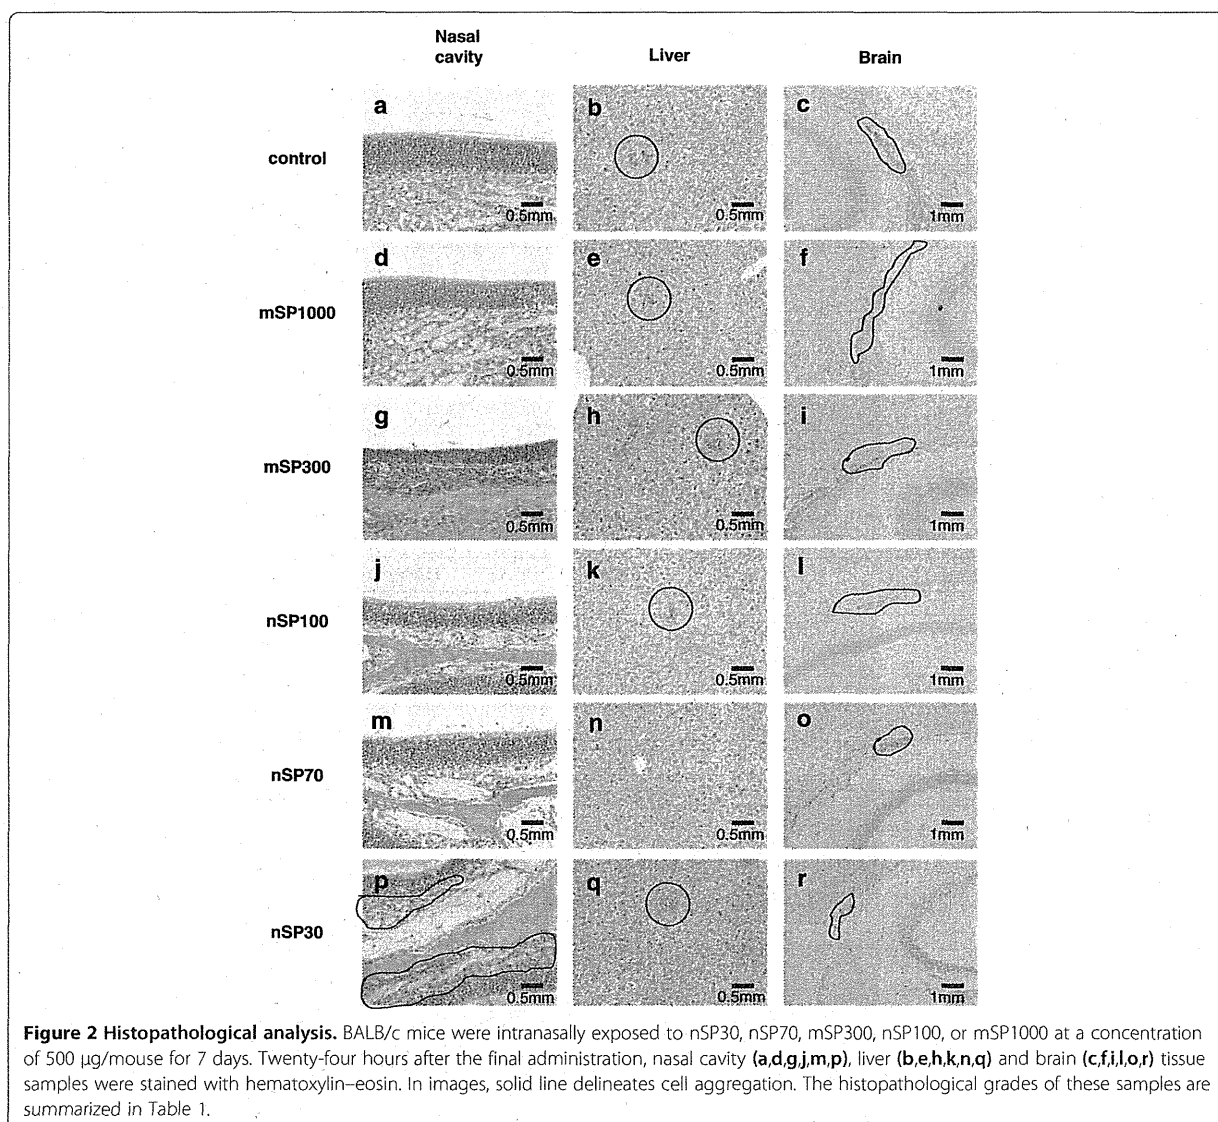 Nasal
cavity
Liver
Brain
control
a
0.5mm
b
0.5mm
c
1mm
mSP1000
d
0.5mm
e
0.5mm
f
1mm
mSP300
g
0.5mm
h
0.5mm
i
1mm
nSP100
j
0.5mm
k
0.5mm
l
1mm
nSP70
m
0.5mm
n
0.5mm
o
1mm
nSP30
p
0.5mm
q
0.5mm
r
1mm
Figure 2 Histopathological analysis. BALB/c mice were intranasally exposed to nSP30, nSP70, mSP300, nSP100, or mSP1000 at a concentration
of 500 μg/mouse for 7 days. Twenty-four hours after the final administration, nasal cavity (a,d,g,j,m,p), liver (b,e,h,k,n,q) and brain (c,f,i,l,o,r) tissue
samples were stained with hematoxylin–eosin. In images, solid line delineates cell aggregation. The histopathological grades of these samples are
summarized in Table 1.